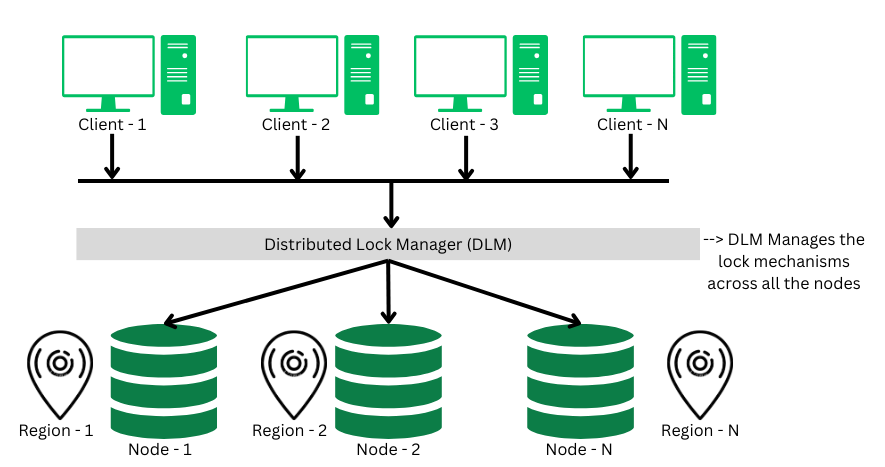 Client - 1
Client - 2
Client - 3
Client - N
Distributed Lock Manager (DLM)
--> DLM Manages the
lock mechanisms
across all the nodes
Region - 1
Node - 1
Region - 2
Node - 2
Node - N
Region - N